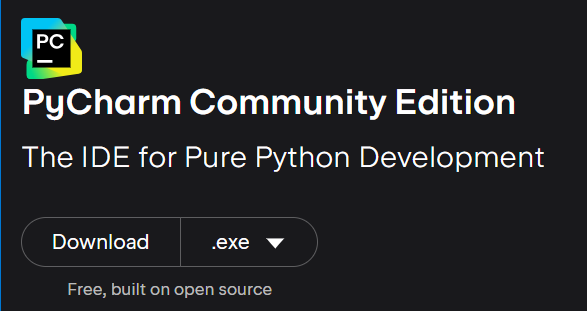 PC
PyCharm Community Edition
The IDE for Pure Python Development
Download .exe
Free, built on open source